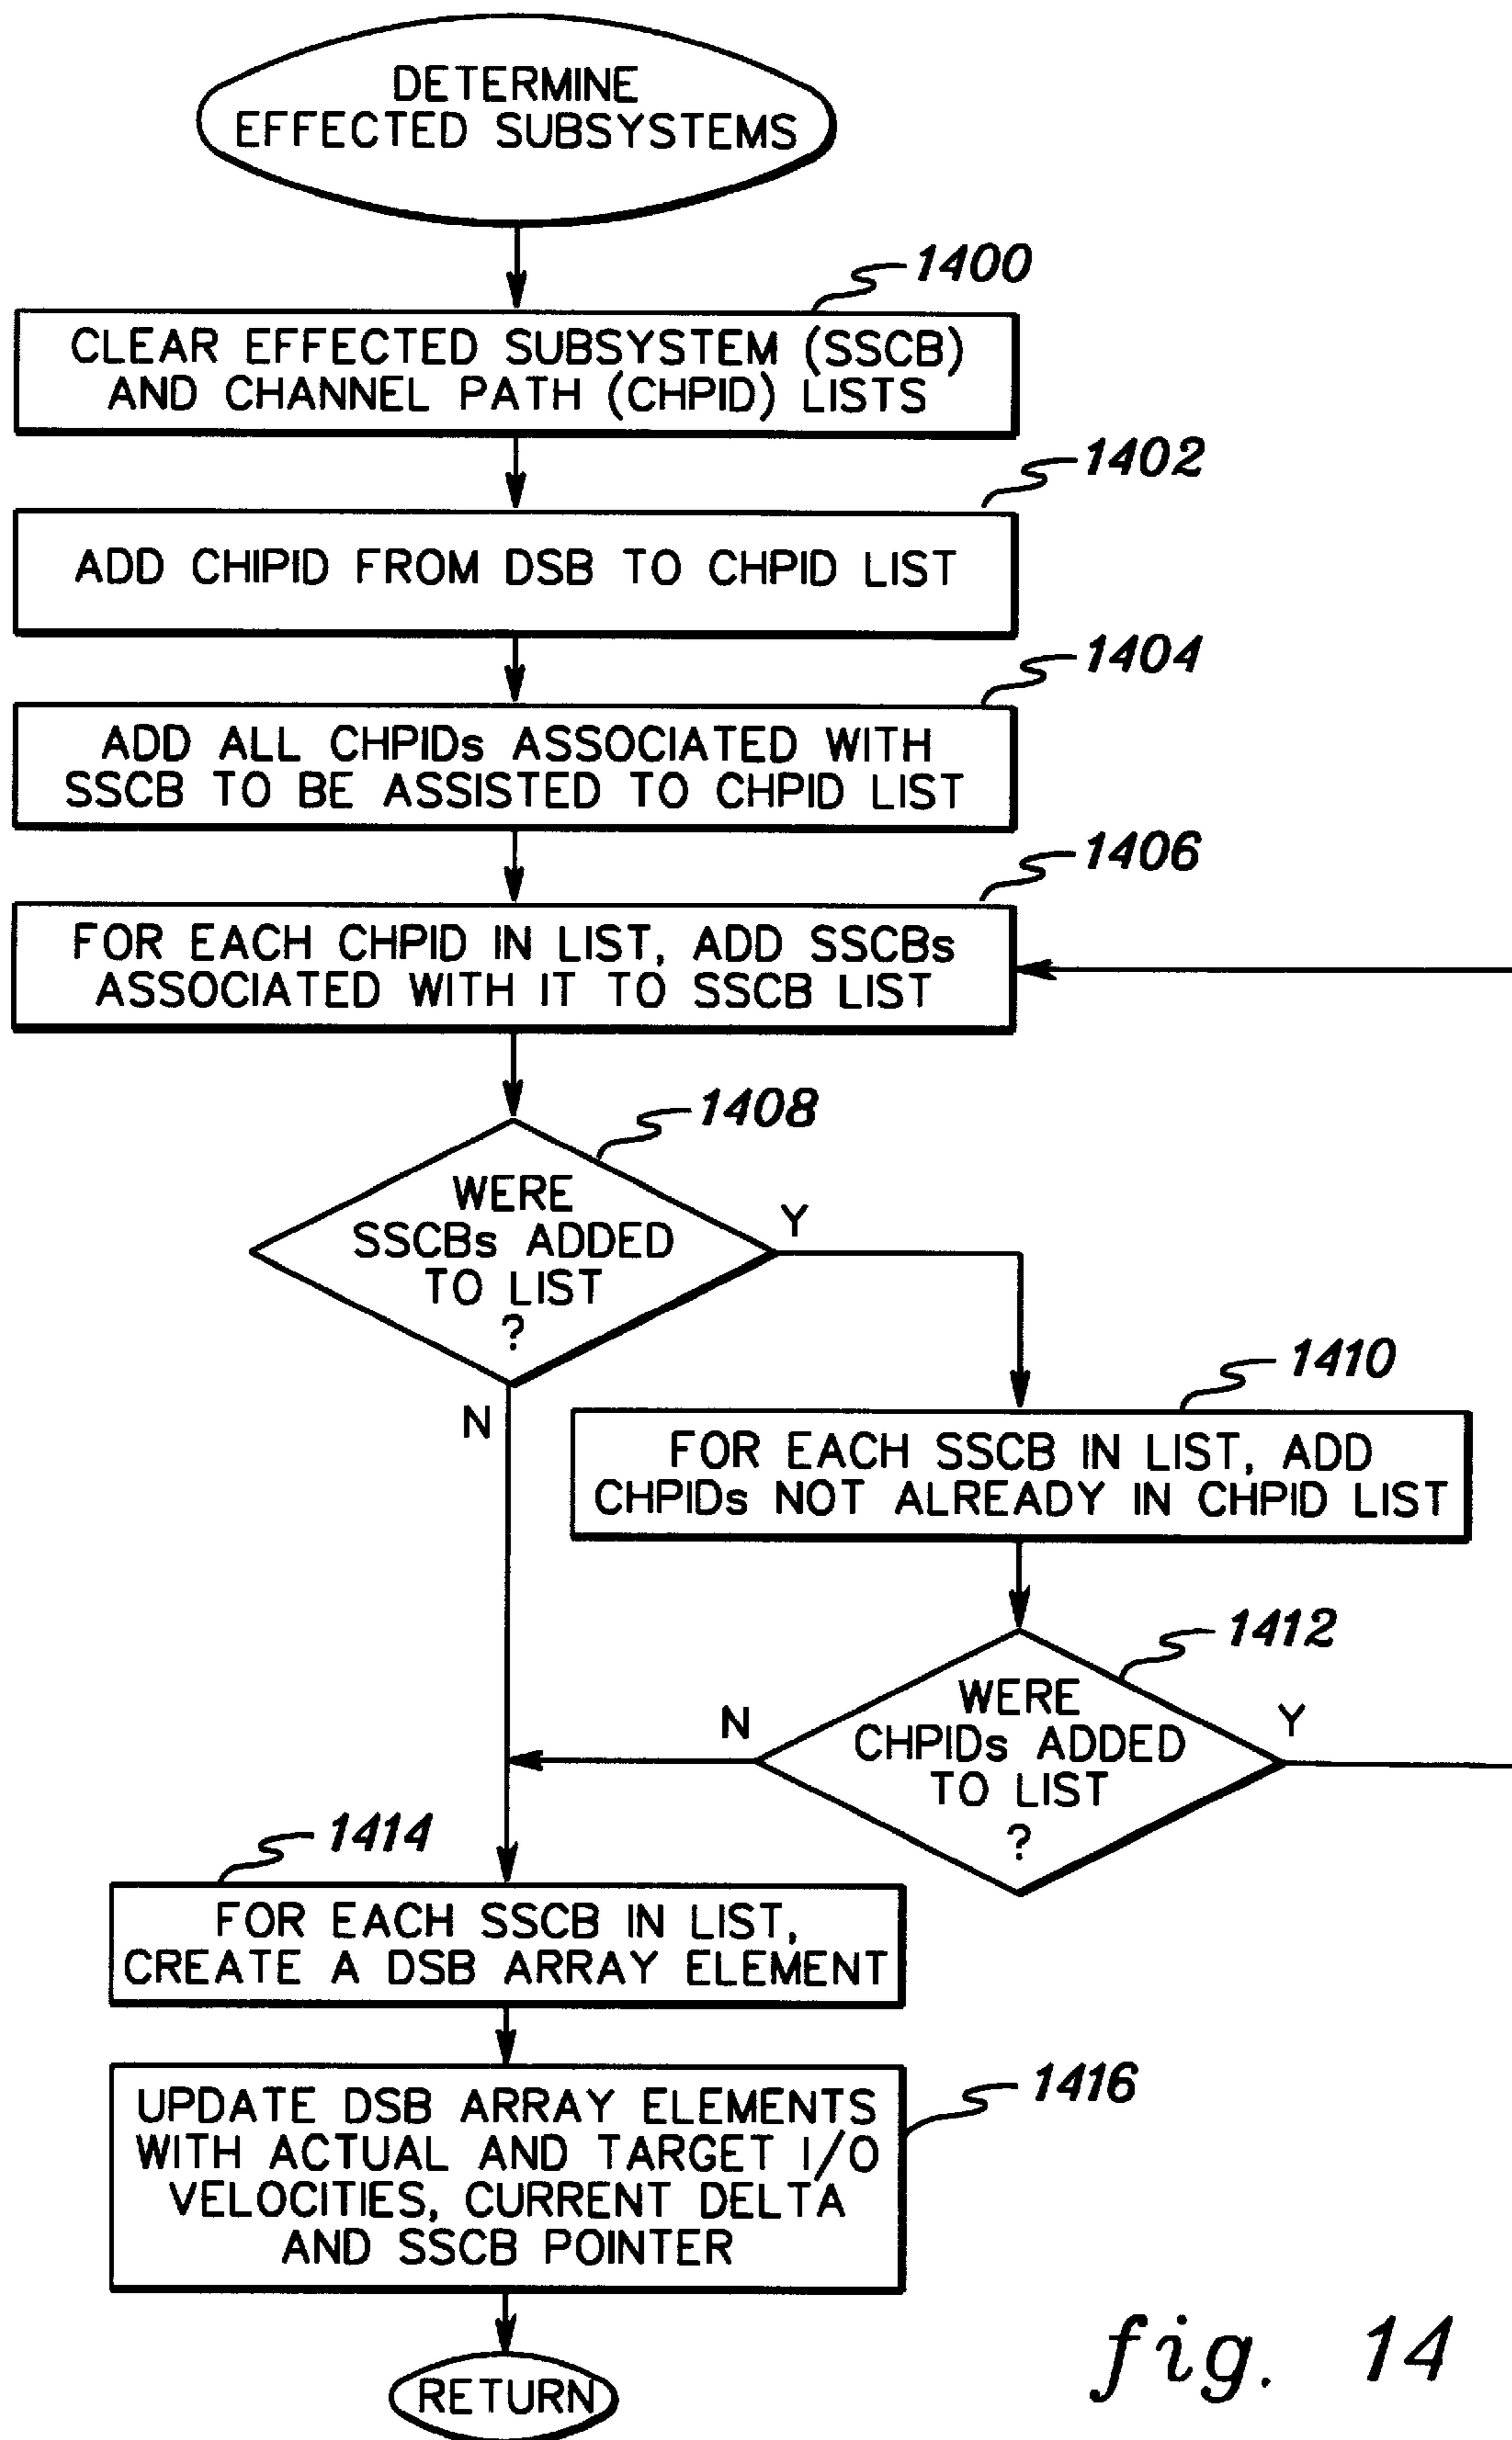 DETERMINE
EFFECTED SUBSYSTEMS
1400
CLEAR EFFECTED SUBSYSTEM (SSCB)
AND CHANNEL PATH (CHPID) LISTS
1402
ADD CHIPID FROM DSB TO CHPID LIST
1404
ADD ALL CHPIDs ASSOCIATED WITH
SSCB TO BE ASSISTED TO CHPID LIST
1406
FOR EACH CHPID IN LIST, ADD SSCBs
ASSOCIATED WITH IT TO SSCB LIST
1408
WERE
SSCBs ADDED
TO LIST
?
Y
N
1410
FOR EACH SSCB IN LIST, ADD
CHPIDs NOT ALREADY IN CHPID LIST
1412
WERE
CHPIDs ADDED
TO LIST
?
N
Y
1414
FOR EACH SSCB IN LIST,
CREATE A DSB ARRAY ELEMENT
1416
UPDATE DSB ARRAY ELEMENTS
WITH ACTUAL AND TARGET I/O
VELOCITIES, CURRENT DELTA
AND SSCB POINTER
RETURN
fig. 14